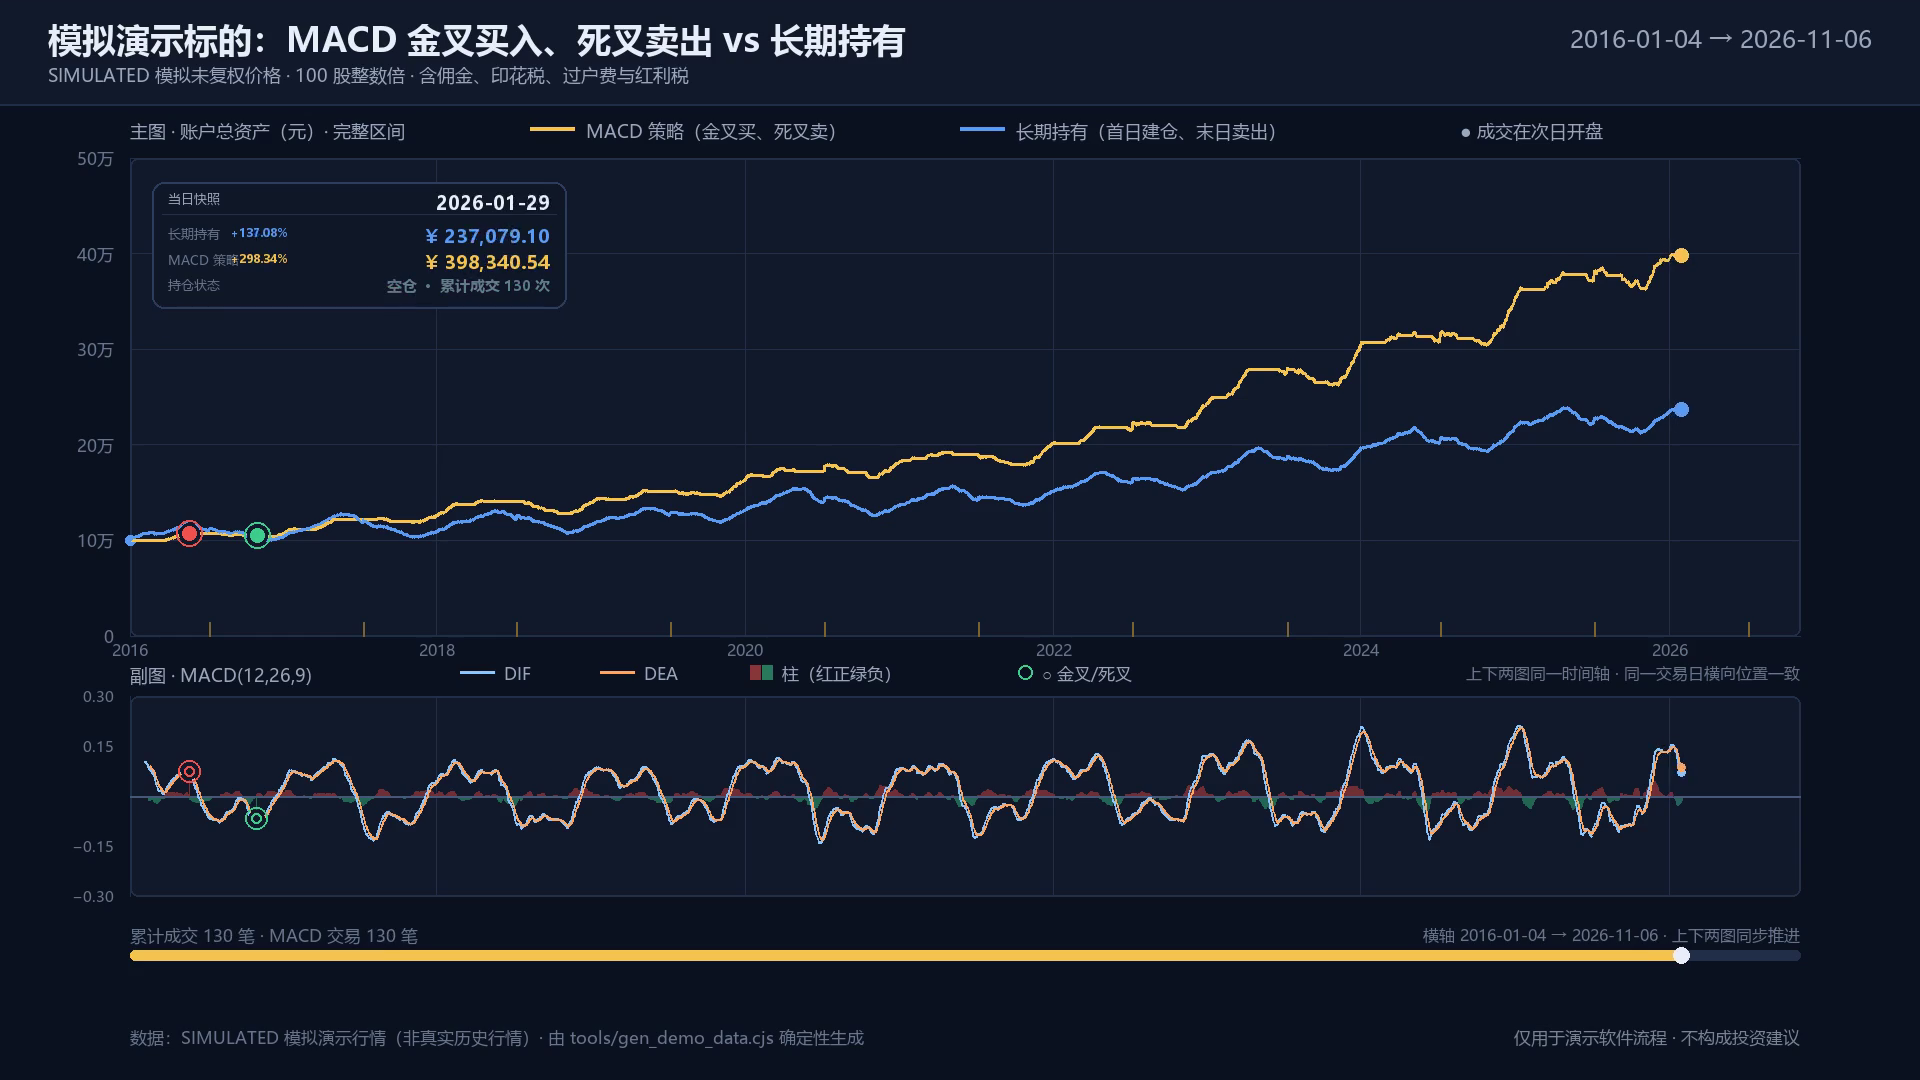 模拟演示标的：MACD 金叉买入、死叉卖出 vs 长期持有
2016-01-04 → 2026-11-06
SIMULATED 模拟未复权价格 · 100 股整数倍 · 含佣金、印花税、过户费与红利税
主图 · 账户总资产（元）· 完整区间
MACD 策略（金叉买、死叉卖）
长期持有（首日建仓、末日卖出）
● 成交在次日开盘
50万
40万
30万
20万
10万
0
当日快照
2026-01-29
长期持有 +137.08%
¥ 237,079.10
MACD 策略 +298.34%
¥ 398,340.54
持仓状态
空仓 • 累计成交 130 次
2016
2018
2020
2022
2024
2026
副图 · MACD(12,26,9)
DIF
DEA
柱（红正绿负）
○ 金叉/死叉
上下两图同一时间轴 · 同一交易日横向位置一致
0.30
0.15
−0.15
−0.30
累计成交 130 笔 · MACD 交易 130 笔
横轴 2016-01-04 → 2026-11-06 · 上下两图同步推进
数据：SIMULATED 模拟演示行情（非真实历史行情）· 由 tools/gen_demo_data.cjs 确定性生成
仅用于演示软件流程 · 不构成投资建议